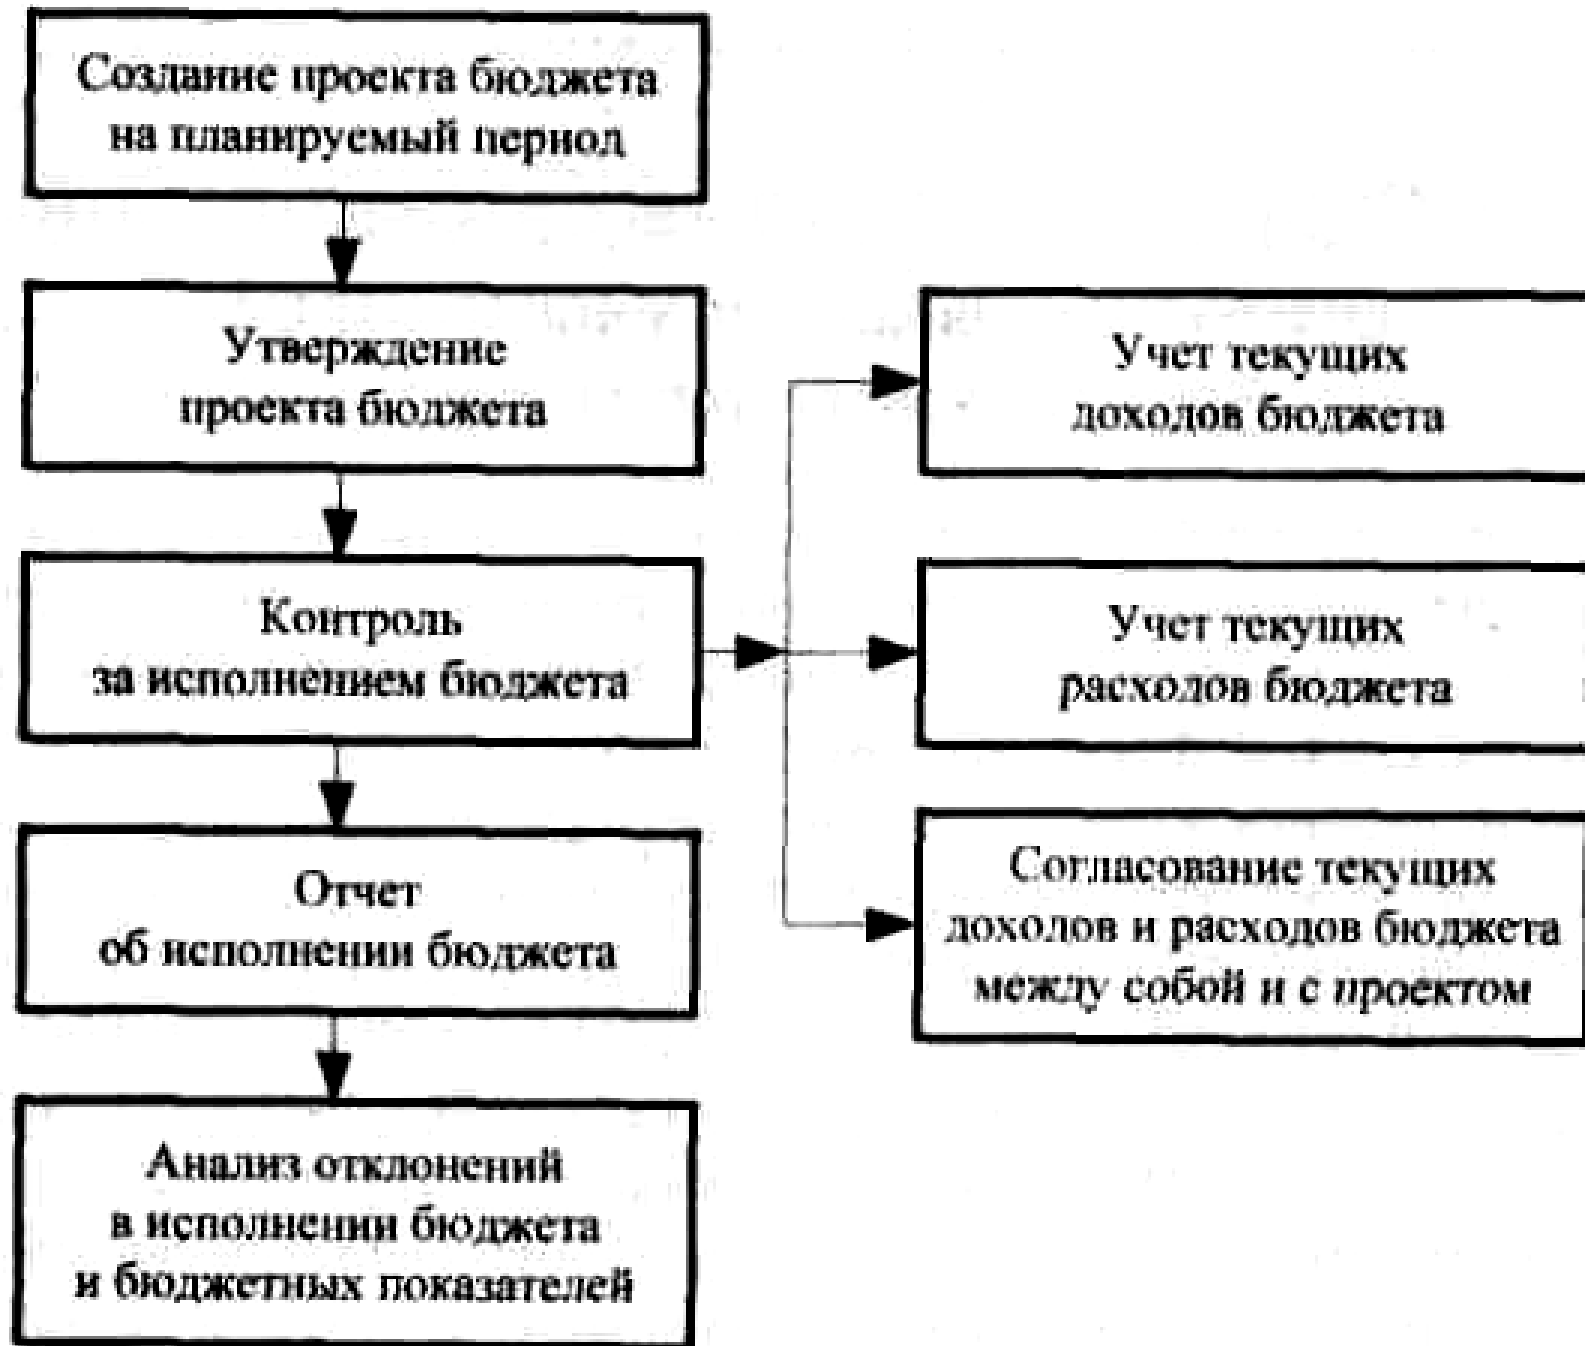 Создание проекта бюджета
на планируемый период
Утверждение
проекта бюджета
Контроль
за исполнением бюджета
Отчет
об исполнении бюджета
Анализ отклонений
в исполнении бюджета
и бюджетных показателей
Учет текущих
доходов бюджета
Учет текущих
расходов бюджета
Согласование текущих
доходов и расходов бюджета
между собой и с проектом